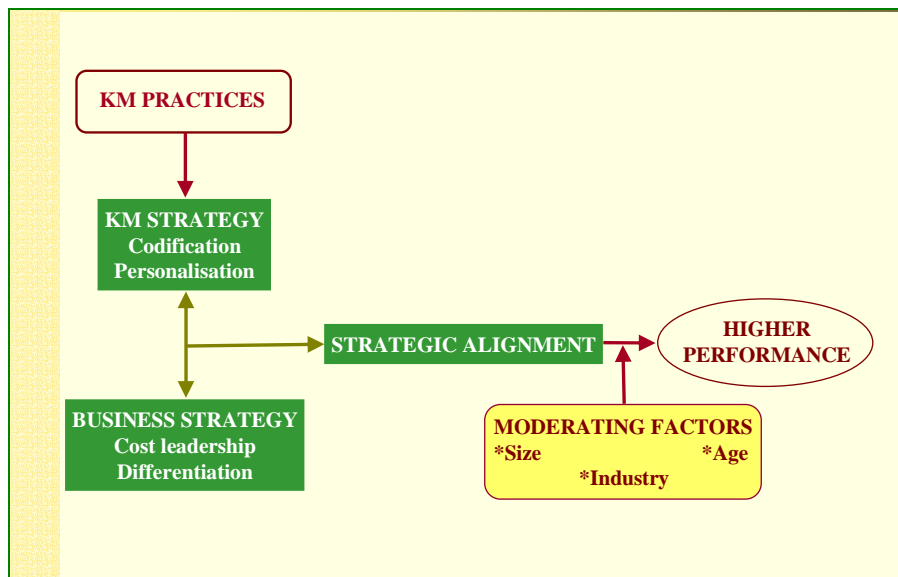 KM PRACTICES
KM STRATEGY
Codification
Personalisation
STRATEGIC ALIGNMENT
HIGHER
PERFORMANCE
BUSINESS STRATEGY
Cost leadership
Differentiation
MODERATING FACTORS
*Size *Age
*Industry